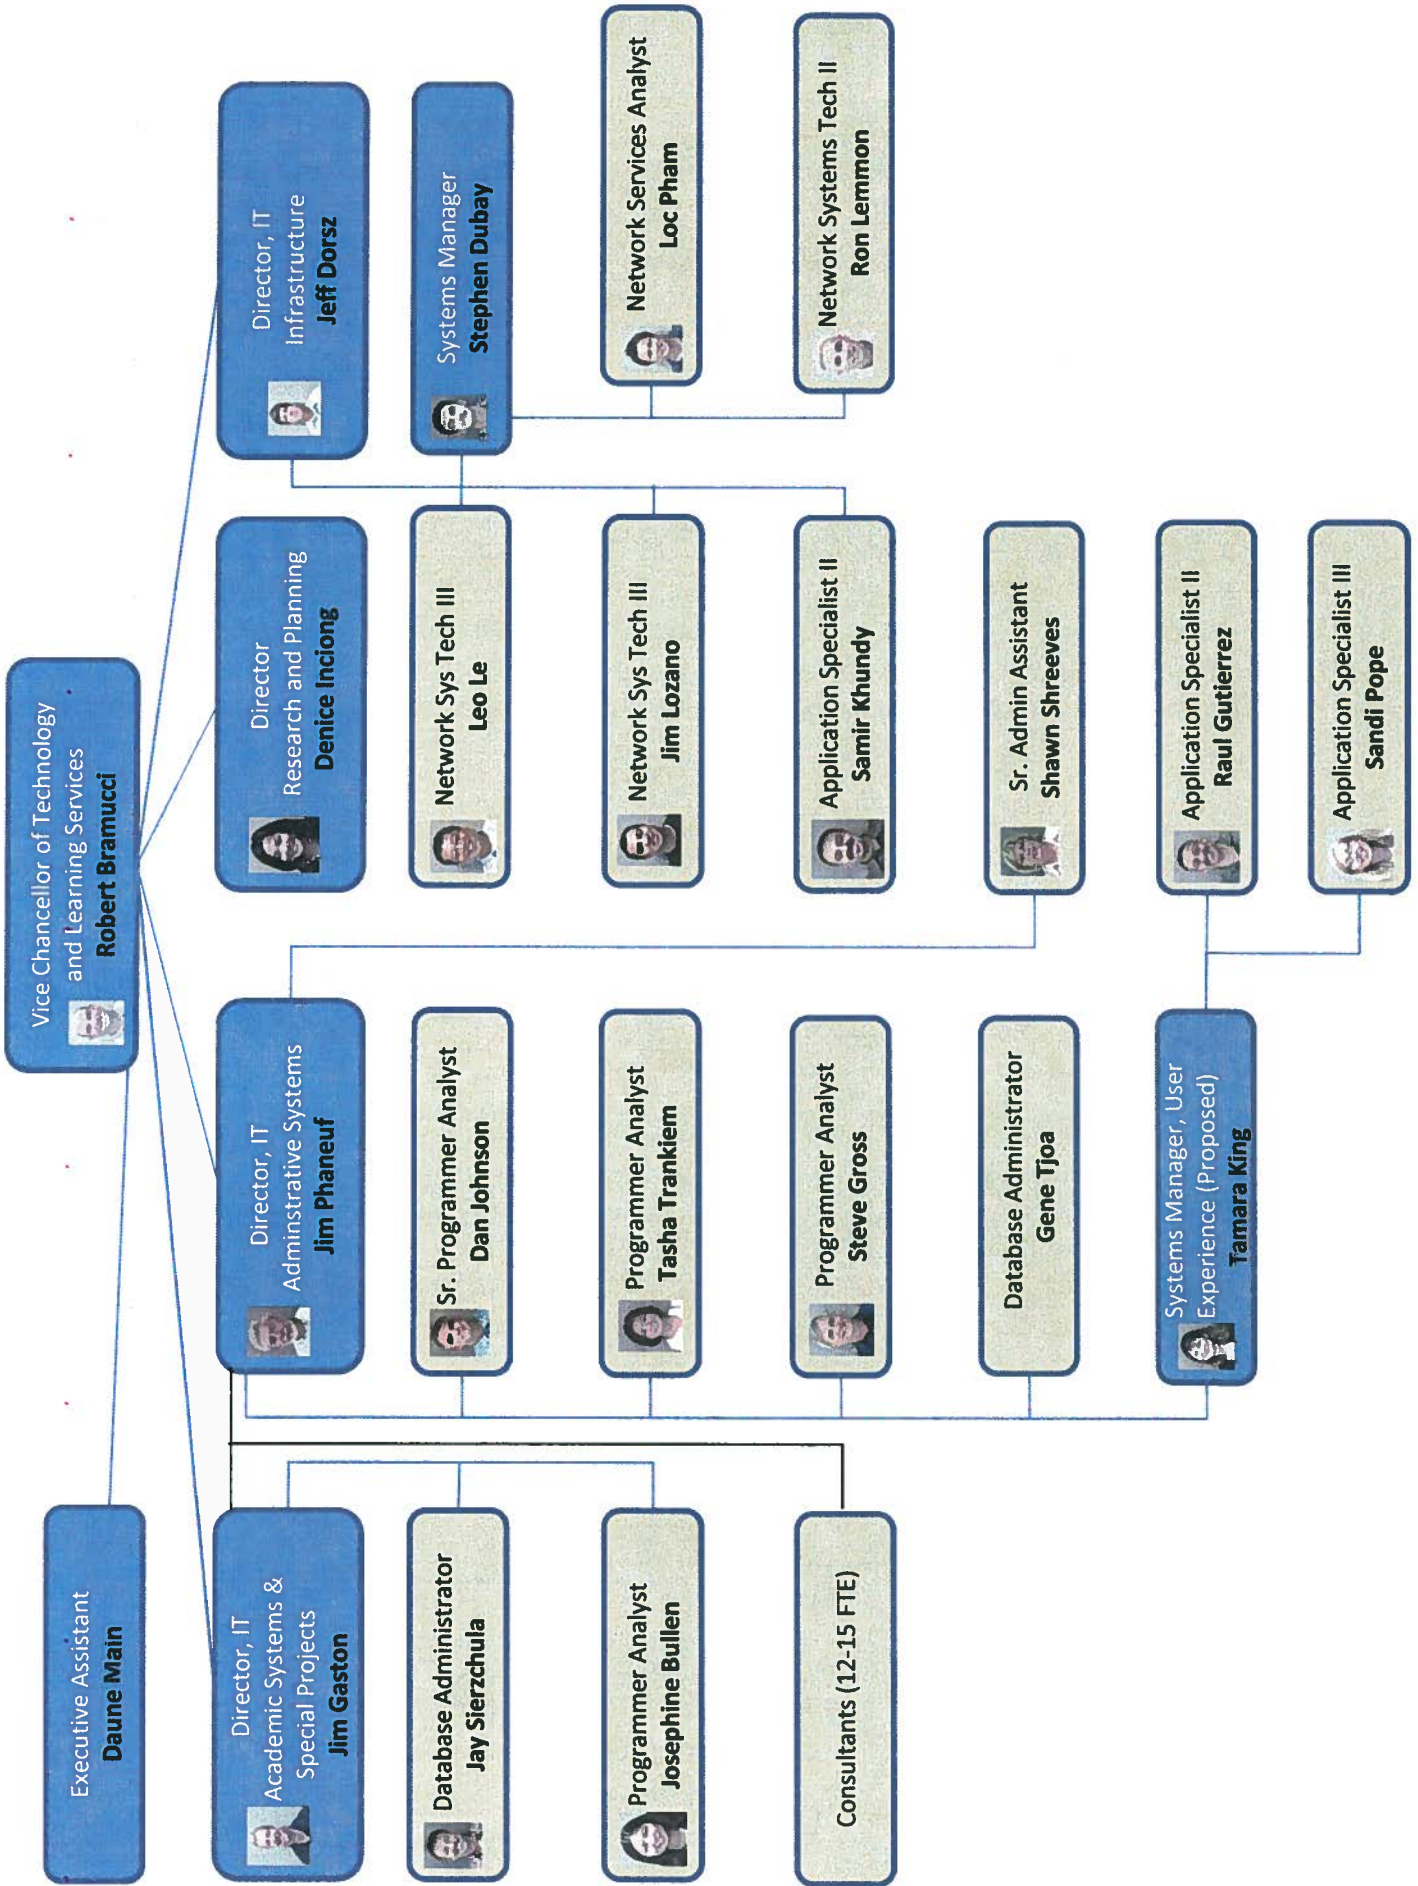 Vice Chancellor of Technology
and Learning Services
Robert Bramucci
Executive Assistant
Daune Main
Director, IT
Academic Systems &
Special Projects
Jim Gaston
Director, IT
Adminstrative Systems
Jim Phaneuf
Director
Research and Planning
Denice Inciong
Director, IT
Infrastructure
Jeff Dorsz
Database Administrator
Jay Sierzchula
Sr. Programmer Analyst
Dan Johnson
Network Sys Tech III
Leo Le
Systems Manager
Stephen Dubay
Programmer Analyst
Josephine Bullen
Programmer Analyst
Tasha Trankiem
Network Sys Tech III
Jim Lozano
Network Services Analyst
Loc Pham
Consultants (12-15 FTE)
Programmer Analyst
Steve Gross
Application Specialist II
Samir Khundy
Network Systems Tech II
Ron Lemmon
Database Administrator
Gene Tjoa
Sr. Admin Assistant
Shawn Shreeves
Systems Manager, User
Experience (Proposed)
Tamara King
Application Specialist II
Raul Gutierrez
Application Specialist III
Sandi Pope